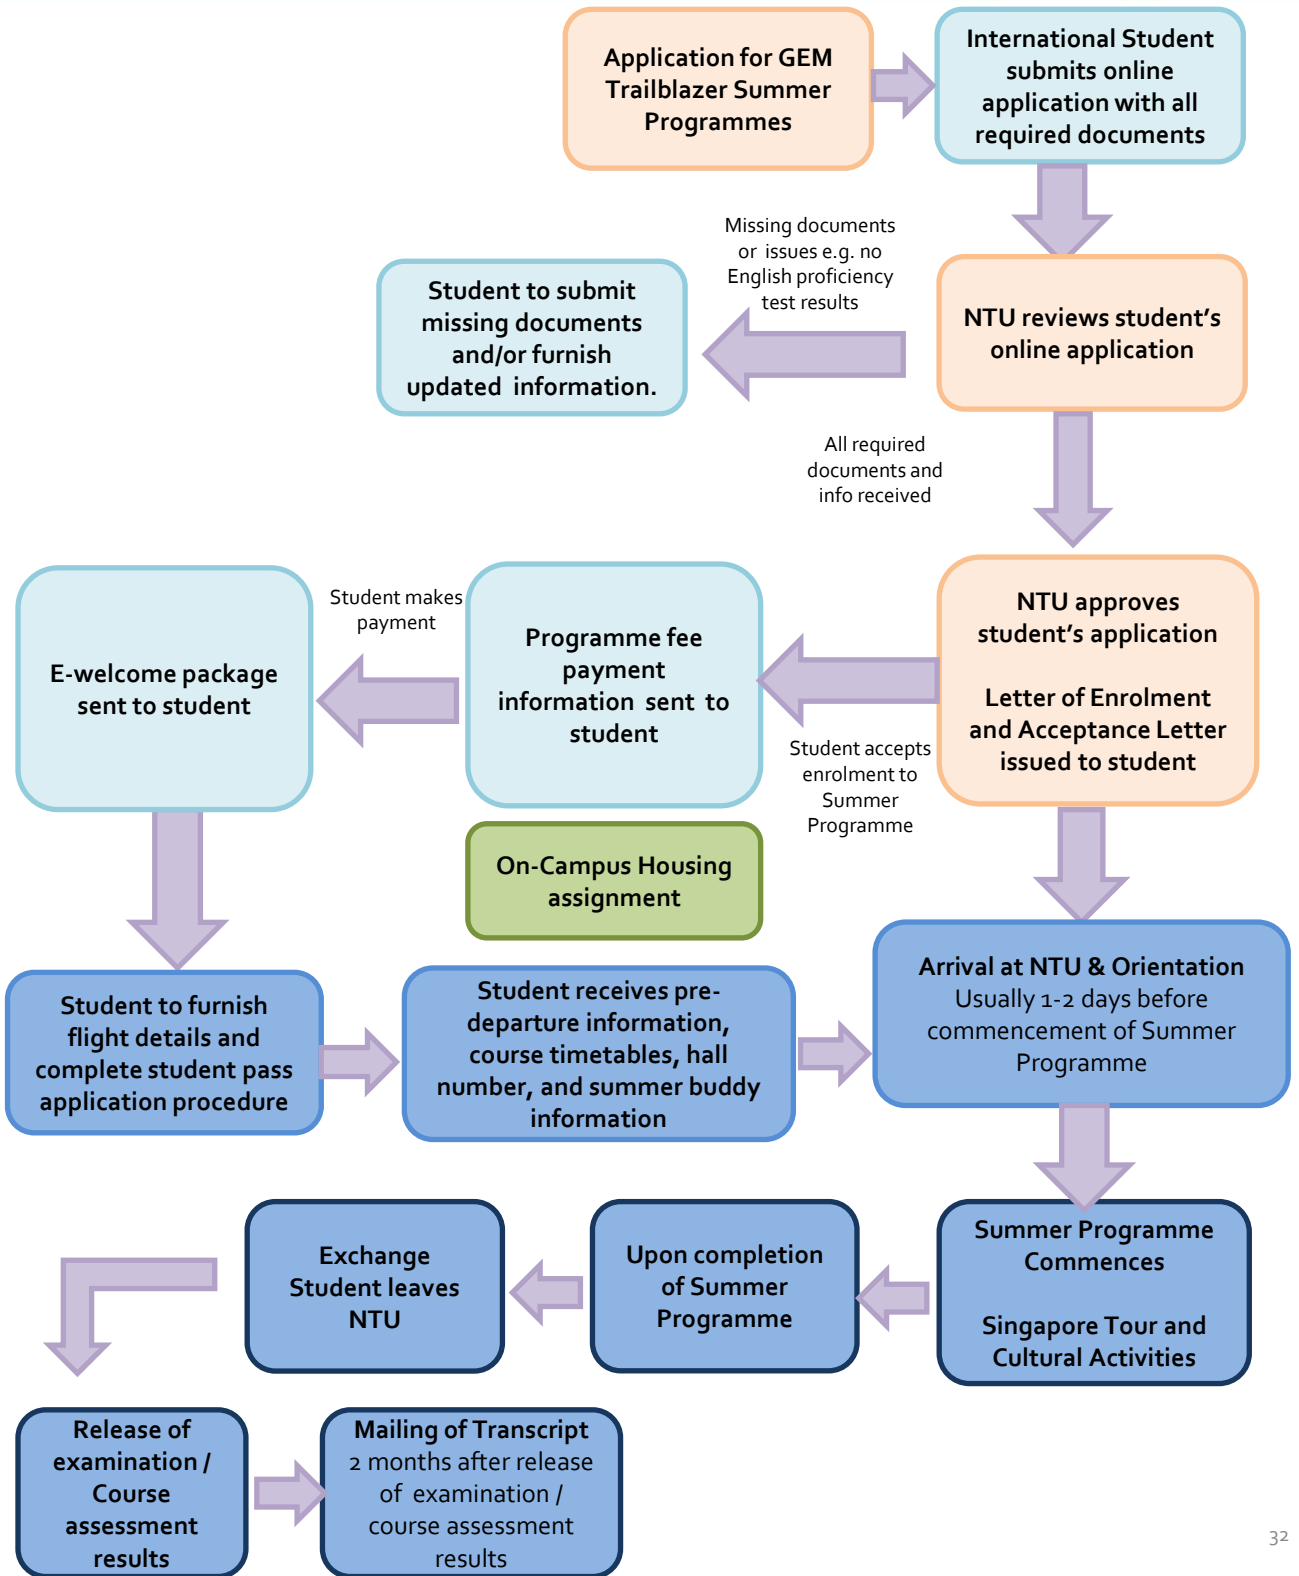 Application for GEM
Trailblazer Summer
Programmes
International Student
submits online
application with all
required documents
Missing documents
or issues e.g. no
English proficiency
test results
Student to submit
missing documents
and/or furnish
updated information.
NTU reviews student’s
online application
All required
documents and
info received
E-welcome package
sent to student
Student makes
payment
Programme fee
payment
information sent to
student
NTU approves
student’s application
Letter of Enrolment
and Acceptance Letter
issued to student
Student accepts
enrolment to
Summer
Programme
On-Campus Housing
assignment
Student to furnish
flight details and
complete student pass
application procedure
Student receives pre-
departure information,
course timetables, hall
number, and summer buddy
information
Arrival at NTU & Orientation
Usually 1-2 days before
commencement of Summer
Programme
Exchange
Student leaves
NTU
Upon completion
of Summer
Programme
Summer Programme
Commences
Singapore Tour and
Cultural Activities
Release of
examination /
Course
assessment
results
Mailing of Transcript
2 months after release
of examination /
course assessment
results
32